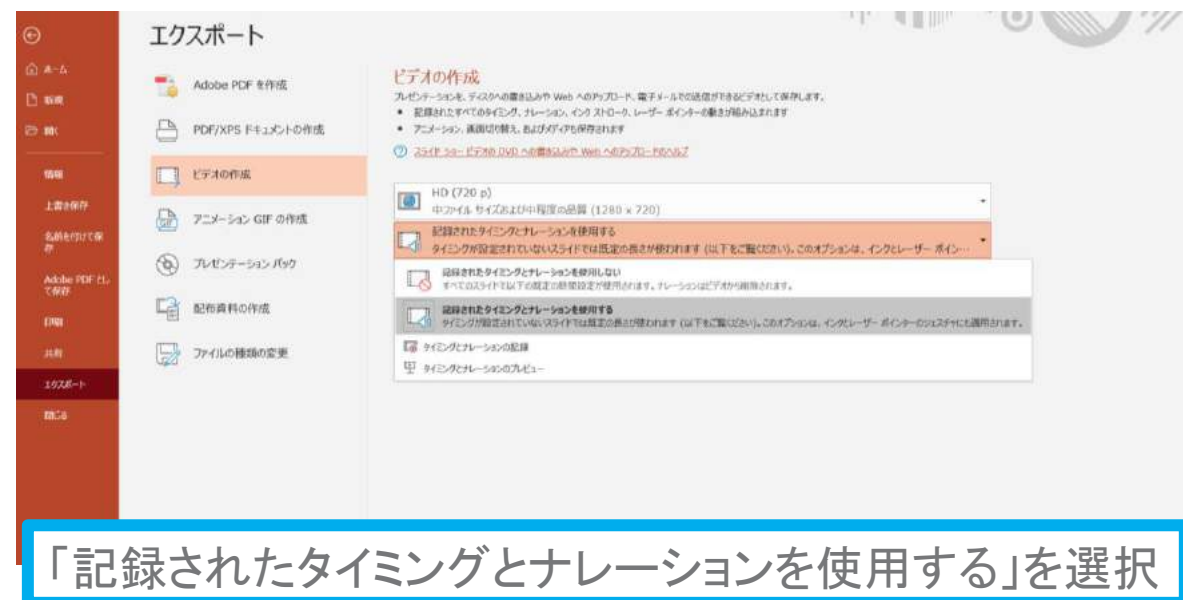 エクスポート
ホーム
新規
開く
情報
上書き保存
名前を付けて保
存
Adobe PDF とし
て保存
印刷
共有
エクスポート
閉じる
Adobe PDF を作成
PDF/XPS ドキュメントの作成
ビデオの作成
アニメーション GIF の作成
プレゼンテーション パック
配布資料の作成
ファイルの種類の変更
ビデオの作成
プレゼンテーションを、ディスクへの書き込みや Web へのアップロード、電子メールでの送信ができるビデオとして保存します。
• 記録されたすべてのタイミング、ナレーション、インク ストローク、レーザー ポインターの動きが組み込まれます
• アニメーション、画面切り替え、およびメディアも保存されます
スライド ショー ビデオの DVD への書き込みや Web へのアップロードのヘルプ
HD (720 p)
中ファイル サイズおよび中程度の品質 (1280 x 720)
記録されたタイミングとナレーションを使用する
タイミングが設定されていないスライドでは既定の長さが使われます (以下をご覧ください)。このオプションは、インクとレーザー ポイン…
記録されたタイミングとナレーションを使用しない
すべてのスライドで以下の既定の時間設定が使用されます。ナレーションはビデオから削除されます。
記録されたタイミングとナレーションを使用する
タイミングが設定されていないスライドでは既定の長さが使われます (以下をご覧ください)。このオプションは、インクとレーザー ポインターのジェスチャにも適用されます。
タイミングとナレーションの記録
タイミングとナレーションのプレビュー
「記録されたタイミングとナレーションを使用する」を選択